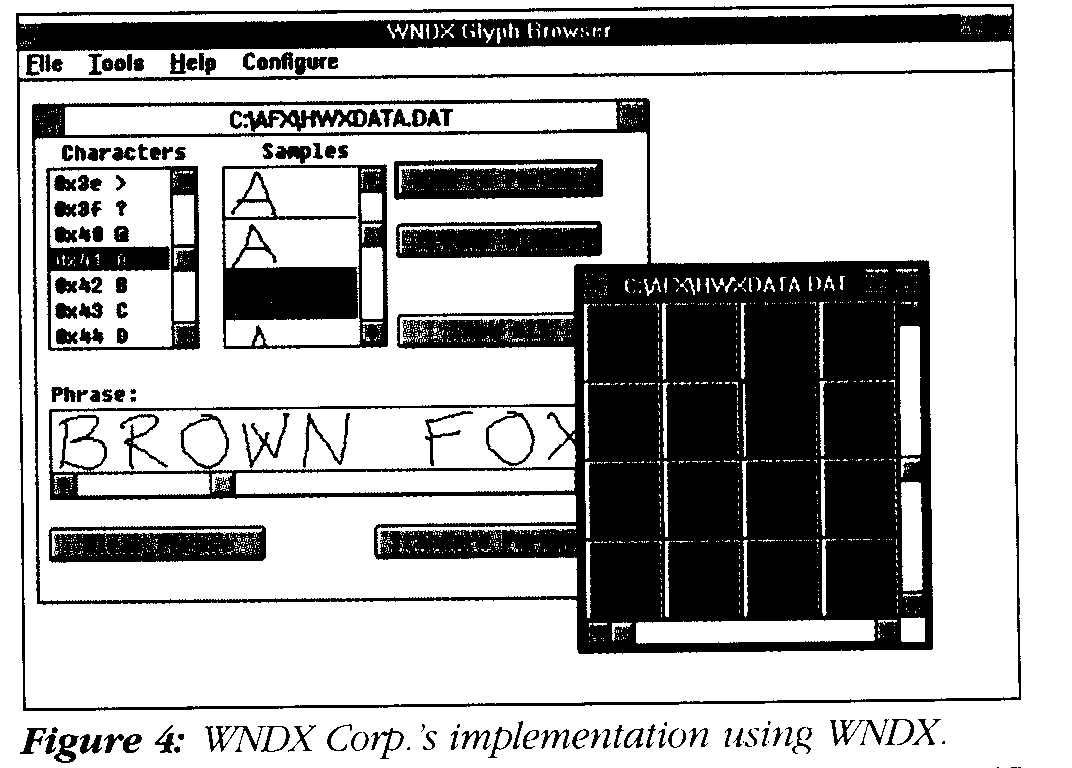 WNDX Glyph Browser
File Tools Help Configure
C:\AFX\HWXDATA.DAT
Characters Samples
0x3e >
0x3f ?
0x40 @
0x41 A
0x42 B
0x43 C
0x44 D
A
A
A
Phrase:
BROWN FOX
C:\AFX\HWXDATA.DAT
Figure 4: WNDX Corp.'s implementation using WNDX.